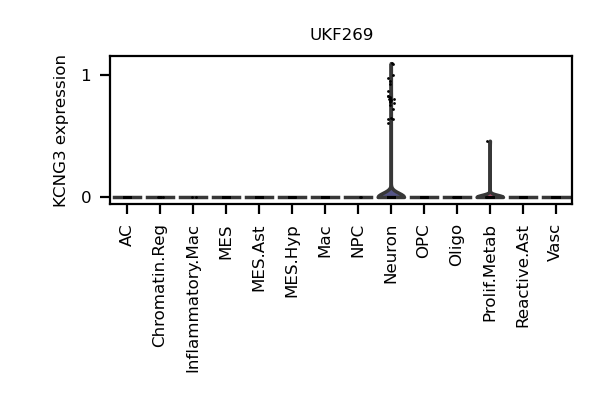 UKF269
KCNG3 expression
1
0
AC
Chromatin.Reg
Inflammatory.Mac
MES
MES.Ast
MES.Hyp
Mac
NPC
Neuron
OPC
Oligo
Prolif.Metab
Reactive.Ast
Vasc